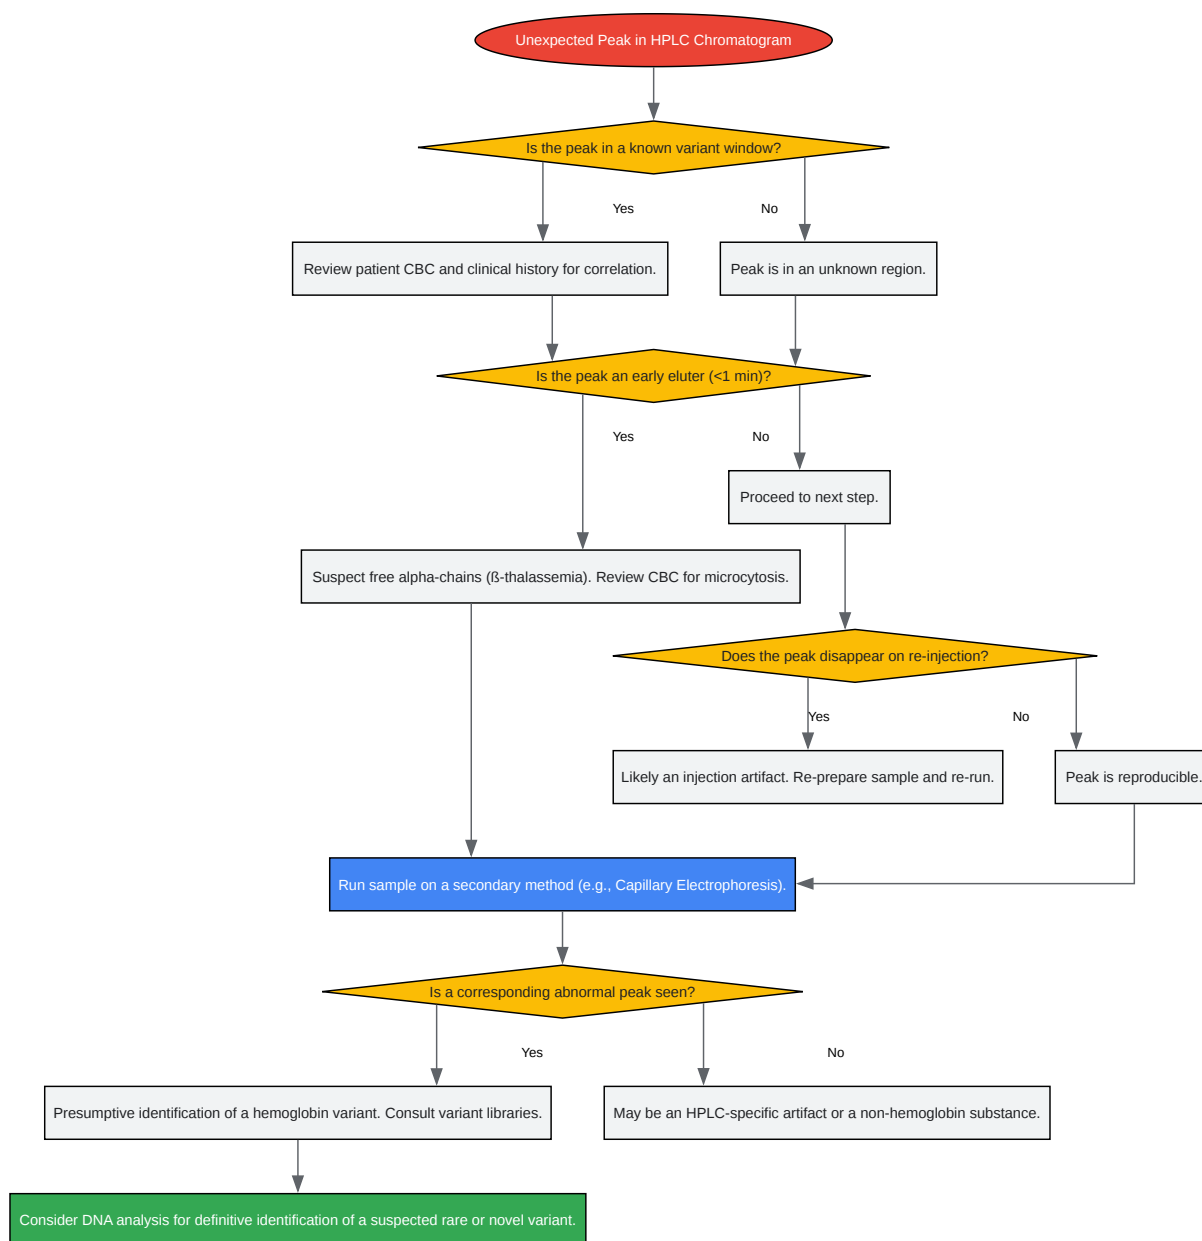 Unexpected Peak in HPLC Chromatogram
Is the peak in a known variant window?
Yes
No
Review patient CBC and clinical history for correlation.
Peak is in an unknown region.
Is the peak an early eluter (<1 min)?
Yes
No
Proceed to next step.
Suspect free alpha-chains (ß-thalassemia). Review CBC for microcytosis.
Does the peak disappear on re-injection?
Yes
No
Likely an injection artifact. Re-prepare sample and re-run.
Peak is reproducible.
Run sample on a secondary method (e.g., Capillary Electrophoresis).
Is a corresponding abnormal peak seen?
Yes
No
Presumptive identification of a hemoglobin variant. Consult variant libraries.
May be an HPLC-specific artifact or a non-hemoglobin substance.
Consider DNA analysis for definitive identification of a suspected rare or novel variant.